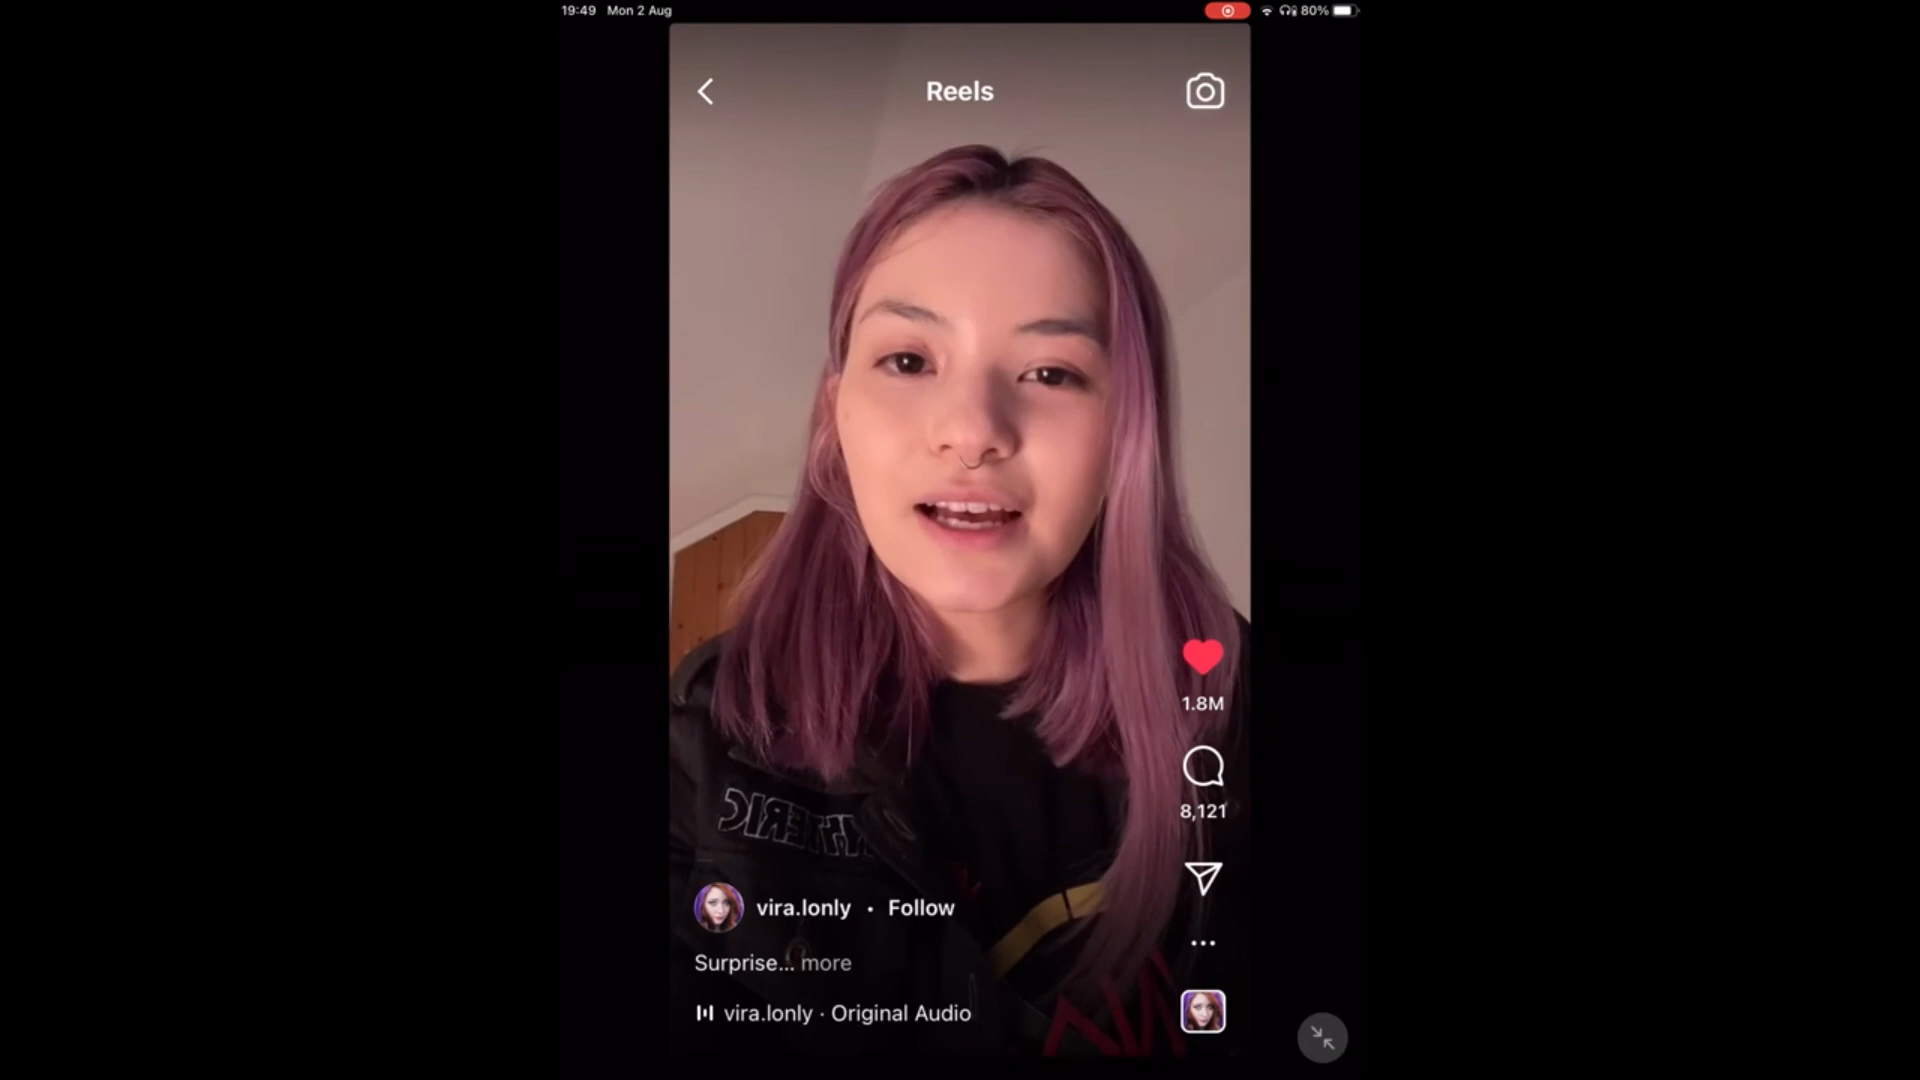 19:49 Mon 2 Aug 80%
Reels
1.8M
8,121
vira.lonly • Follow
Surprise... more
vira.lonly · Original Audio